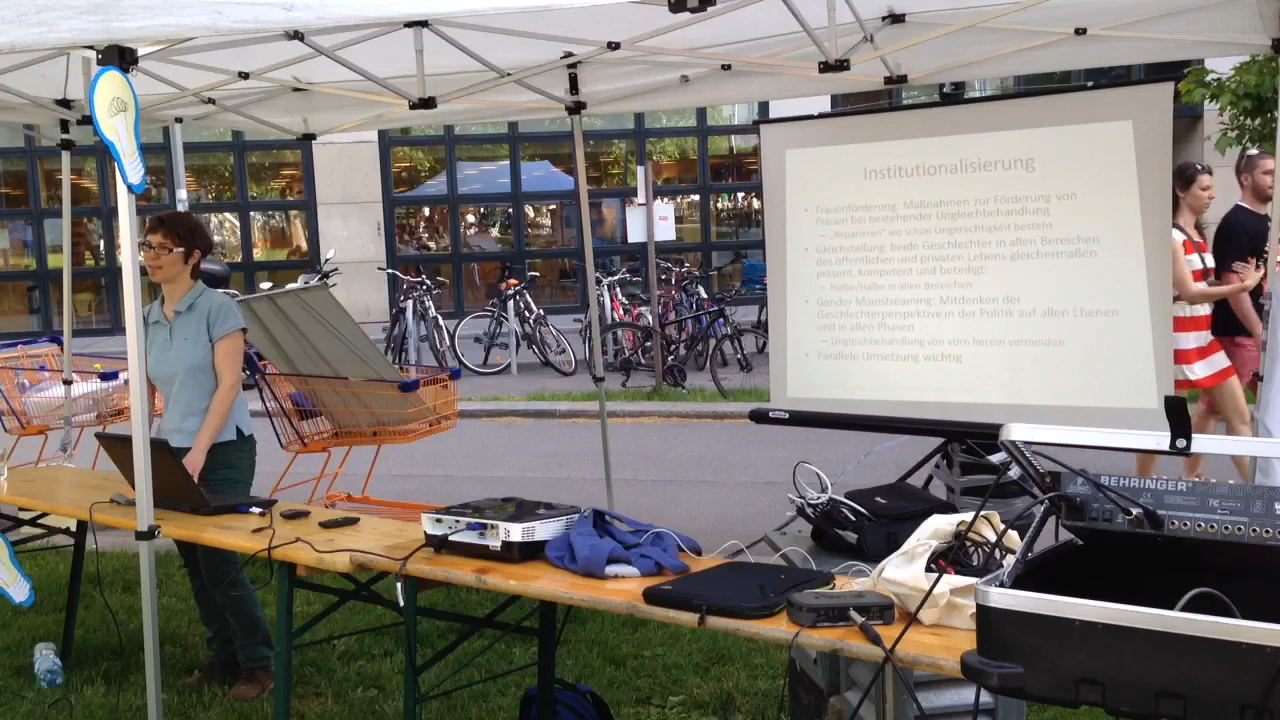 Institutionalisierung
• Frauenförderung: Maßnahmen zur Förderung von
Frauen bei bestehender Ungleichbehandlung
– „Reparieren“ wo schon Ungerechtigkeit besteht
• Gleichstellung: beide Geschlechter in allen Bereichen
des öffentlichen und privaten Lebens gleichermaßen
präsent, kompetent und beteiligt:
– Halbe/Halbe in allen Bereichen
• Gender Mainstreaming: Mitdenken der
Geschlechterperspektive in der Politik auf allen Ebenen
und in allen Phasen
– Ungleichbehandlung von vorn herein vermeiden
• Parallele Umsetzung wichtig
BEHRINGER